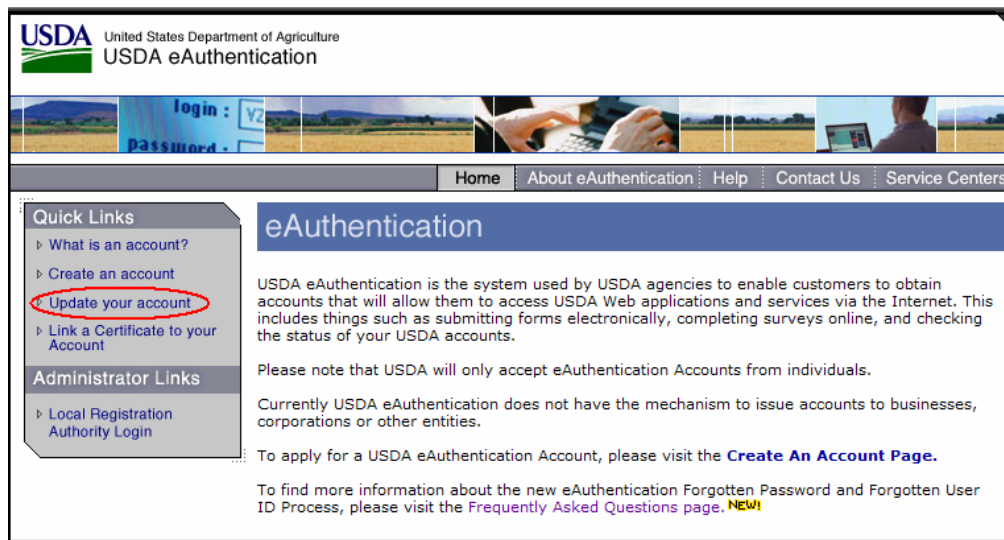 USDA
United States Department of Agriculture
USDA eAuthentication
login :
password :
Home About eAuthentication Help Contact Us Service Centers
Quick Links
What is an account?
Create an account
Update your account
Link a Certificate to your
Account
Administrator Links
Local Registration
Authority Login
eAuthentication
USDA eAuthentication is the system used by USDA agencies to enable customers to obtain
accounts that will allow them to access USDA Web applications and services via the Internet. This
includes things such as submitting forms electronically, completing surveys online, and checking
the status of your USDA accounts.
Please note that USDA will only accept eAuthentication Accounts from individuals.
Currently USDA eAuthentication does not have the mechanism to issue accounts to businesses,
corporations or other entities.
To apply for a USDA eAuthentication Account, please visit the Create An Account Page.
To find more information about the new eAuthentication Forgotten Password and Forgotten User
ID Process, please visit the Frequently Asked Questions page. NEW!